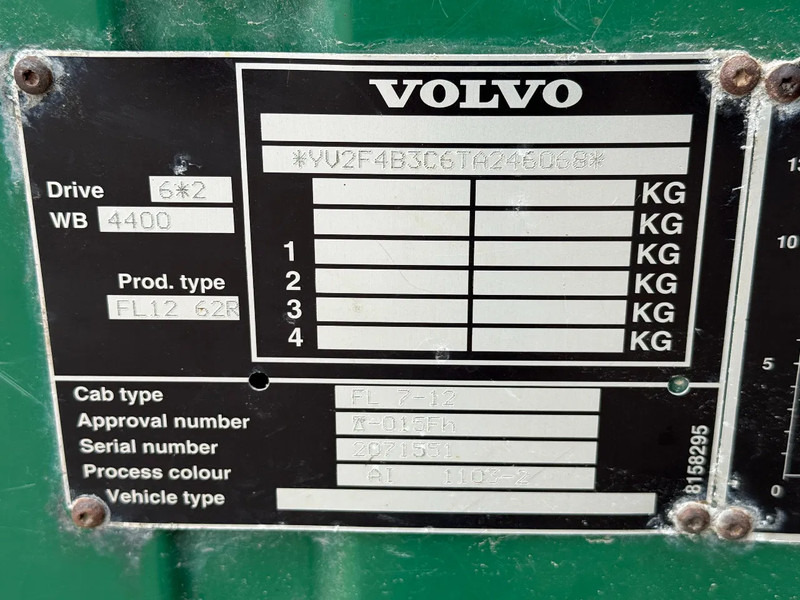 VOLVO
*YV2F4B3C6TA246068*
Drive 6*2
WB 4400
KG
KG
1 KG
2 KG
3 KG
4 KG
Prod. type
FL12 62R
Cab type FL 7-12
Approval number
Serial number 2071551
Process colour
Vehicle type
8158295
10
5
0